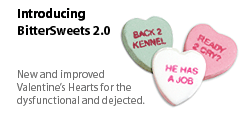 Introducing
BitterSweets 2.0
BACK 2
KENNEL
READY
2 CRY?
HE HAS
A JOB
New and improved
Valentine's Hearts for the
dysfunctional and dejected.